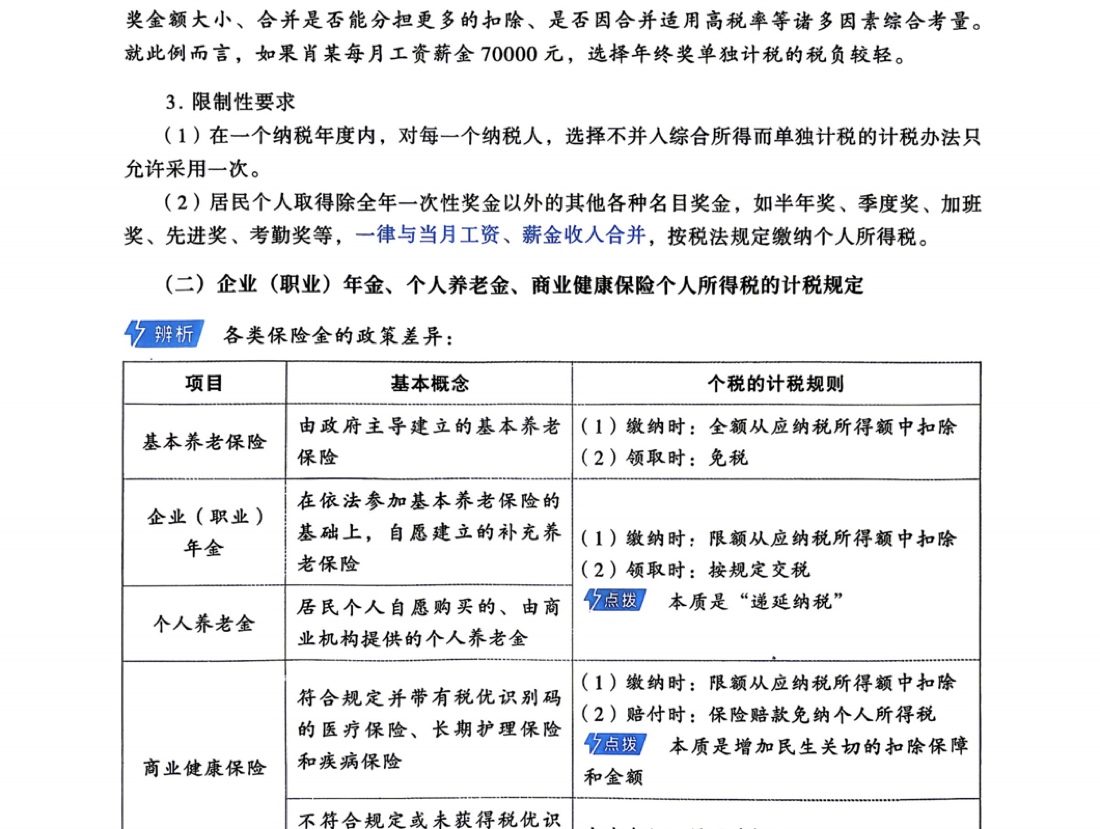 奖金额大小、合并是否能分担更多的扣除、是否因合并适用高税率等诸多因素综合考量。
就此例而言，如果肖某每月工资薪金 70000 元，选择年终奖单独计税的税负较轻。
3. 限制性要求
（1）在一个纳税年度内，对每一个纳税人，选择不并入综合所得而单独计税的计税办法只
允许采用一次。
（2）居民个人取得除全年一次性奖金以外的其他各种名目奖金，如半年奖、季度奖、加班
奖、先进奖、考勤奖等，一律与当月工资、薪金收入合并，按税法规定缴纳个人所得税。
（二）企业（职业）年金、个人养老金、商业健康保险个人所得税的计税规定
辨析 各类保险金的政策差异：
项目 基本概念 个税的计税规则
基本养老保险
由政府主导建立的基本养老
保险
（1）缴纳时：全额从应纳税所得额中扣除
（2）领取时：免税
企业（职业）
年金
在依法参加基本养老保险的
基础上，自愿建立的补充养
老保险
（1）缴纳时：限额从应纳税所得额中扣除
（2）领取时：按规定交税
点拨 本质是“递延纳税”
个人养老金
居民个人自愿购买的、由商
业机构提供的个人养老金
商业健康保险
符合规定并带有税优识别码
的医疗保险、长期护理保险
和疾病保险
（1）缴纳时：限额从应纳税所得额中扣除
（2）赔付时：保险赔款免纳个人所得税
点拨 本质是增加民生关切的扣除保障
和金额
不符合规定或未获得税优识